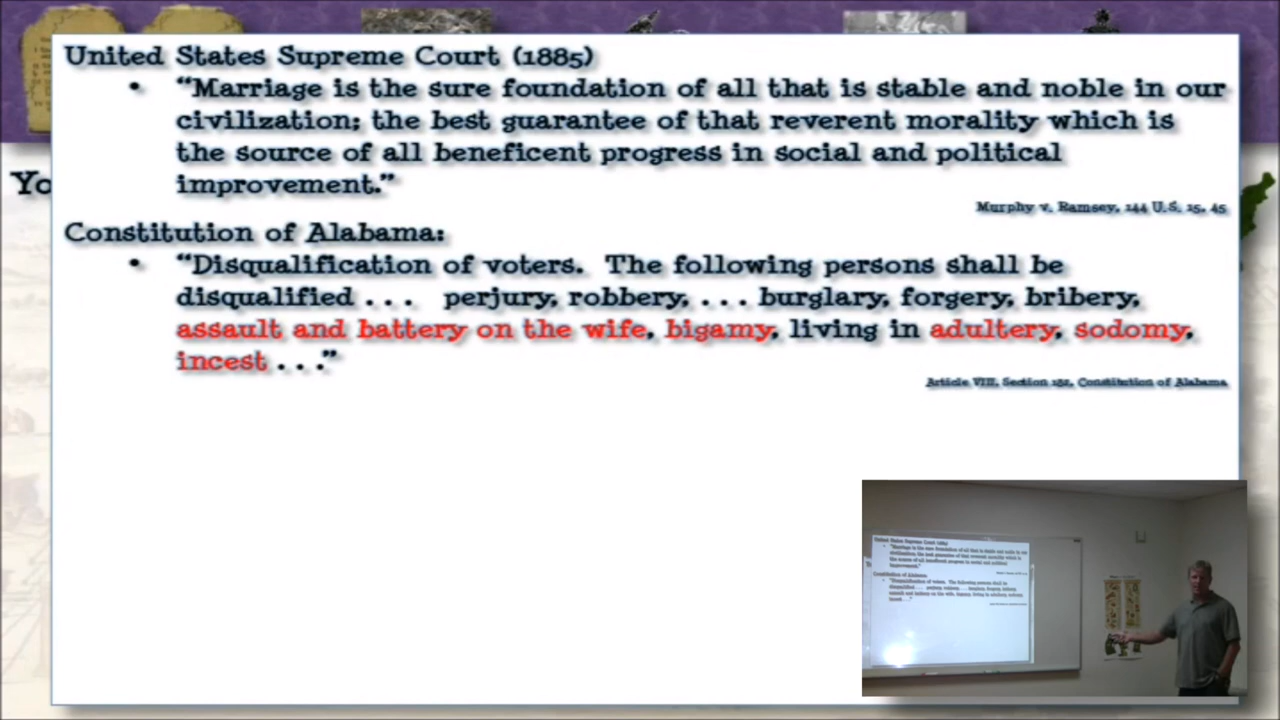 United States Supreme Court (1885)
• “Marriage is the sure foundation of all that is stable and noble in our
civilization; the best guarantee of that reverent morality which is
the source of all beneficent progress in social and political
improvement.”
Yo
Murphy v. Ramsey, 144 U.S. 15, 45
Constitution of Alabama:
• “Disqualification of voters. The following persons shall be
disqualified . . . perjury, robbery, . . . burglary, forgery, bribery,
assault and battery on the wife, bigamy, living in adultery, sodomy,
incest . . .”
Article VIII, Section 182, Constitution of Alabama